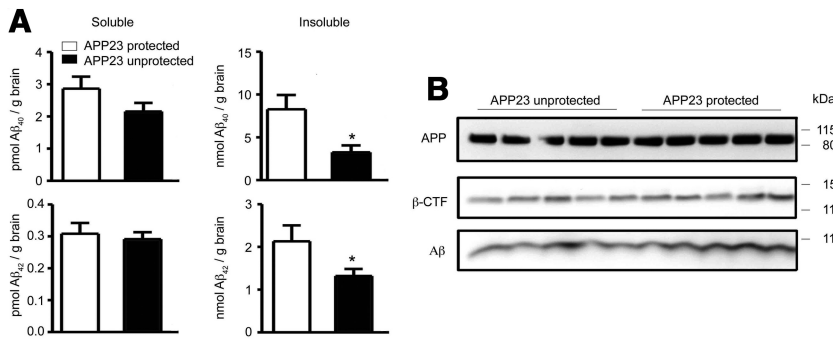 A
Soluble
Insoluble
APP23 protected
APP23 unprotected
pmol Aβ40 / g brain
4
3
2
1
0
nmol Aβ40 / g brain
15
10
5
0
*
pmol Aβ42 / g brain
0.4
0.3
0.2
0.1
0.0
nmol Aβ42 / g brain
3
2
1
0
*
B
APP23 unprotected
APP23 protected
kDa
APP
115
80
β-CTF
15
11
Aβ
11